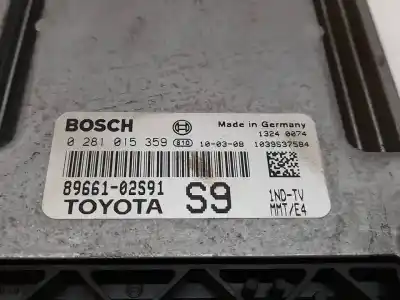 BOSCH Made in Germany
1324 0074
0 281 015 359 S10 10-03-08 1039S37584
89661-02S91 S9 1ND-TV
TOYOTA MMT/E4